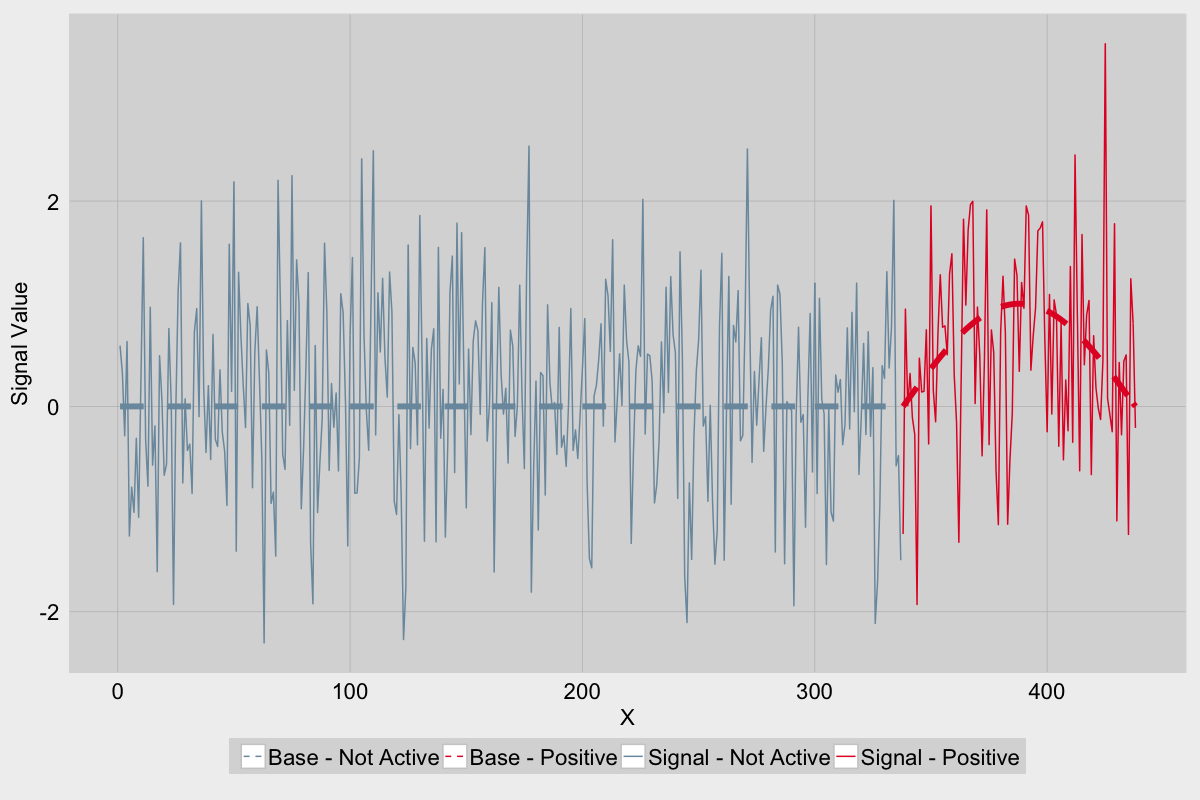 Signal Value
2
0
-2
0 100 200 300 400
X
Base - Not Active Base - Positive Signal - Not Active Signal - Positive